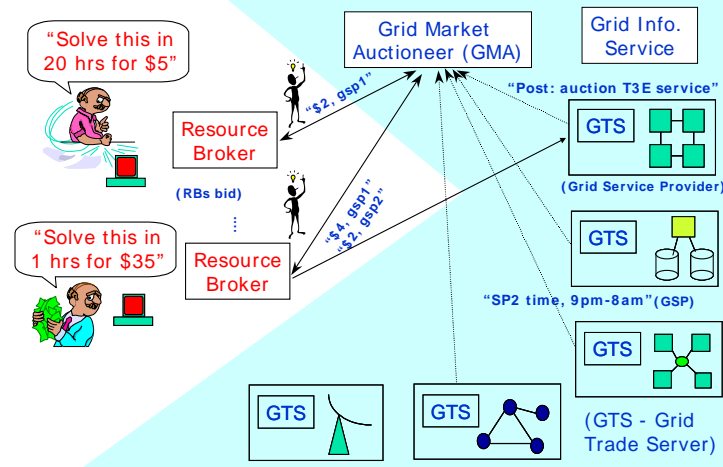 “Solve this in
20 hrs for $5”
Grid Market
Auctioneer (GMA)
Grid Info.
Service
“$2, gsp1”
“Post: auction T3E service”
Resource
Broker
GTS
(RBs bid)
(Grid Service Provider)
“Solve this in
1 hrs for $35”
“$4, gsp1”
“$2, gsp2”
GTS
Resource
Broker
“SP2 time, 9pm-8am” (GSP)
GTS
GTS
GTS
(GTS - Grid
Trade Server)